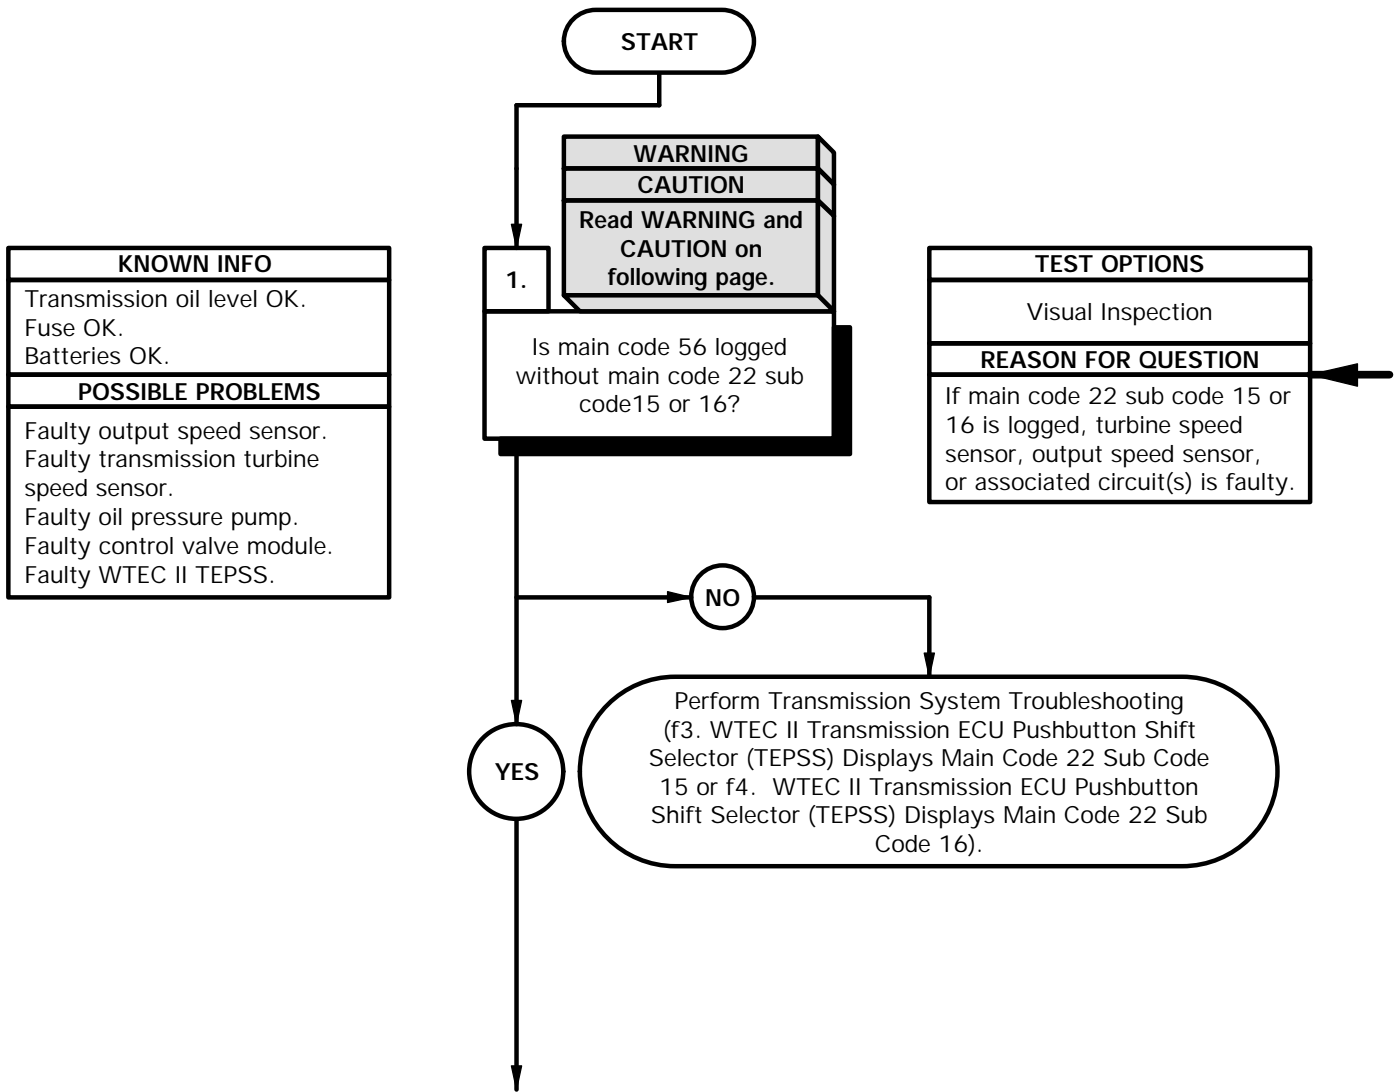 START
WARNING
CAUTION
Read WARNING and
CAUTION on
following page.
1.
Is main code 56 logged
without main code 22 sub
code15 or 16?
KNOWN INFO
Transmission oil level OK.
Fuse OK.
Batteries OK.
POSSIBLE PROBLEMS
Faulty output speed sensor.
Faulty transmission turbine
speed sensor.
Faulty oil pressure pump.
Faulty control valve module.
Faulty WTEC II TEPSS.
TEST OPTIONS
Visual Inspection
REASON FOR QUESTION
If main code 22 sub code 15 or
16 is logged, turbine speed
sensor, output speed sensor,
or associated circuit(s) is faulty.
NO
Perform Transmission System Troubleshooting
(f3. WTEC II Transmission ECU Pushbutton Shift
Selector (TEPSS) Displays Main Code 22 Sub Code
15 or f4.  WTEC II Transmission ECU Pushbutton
Shift Selector (TEPSS) Displays Main Code 22 Sub
Code 16).
YES